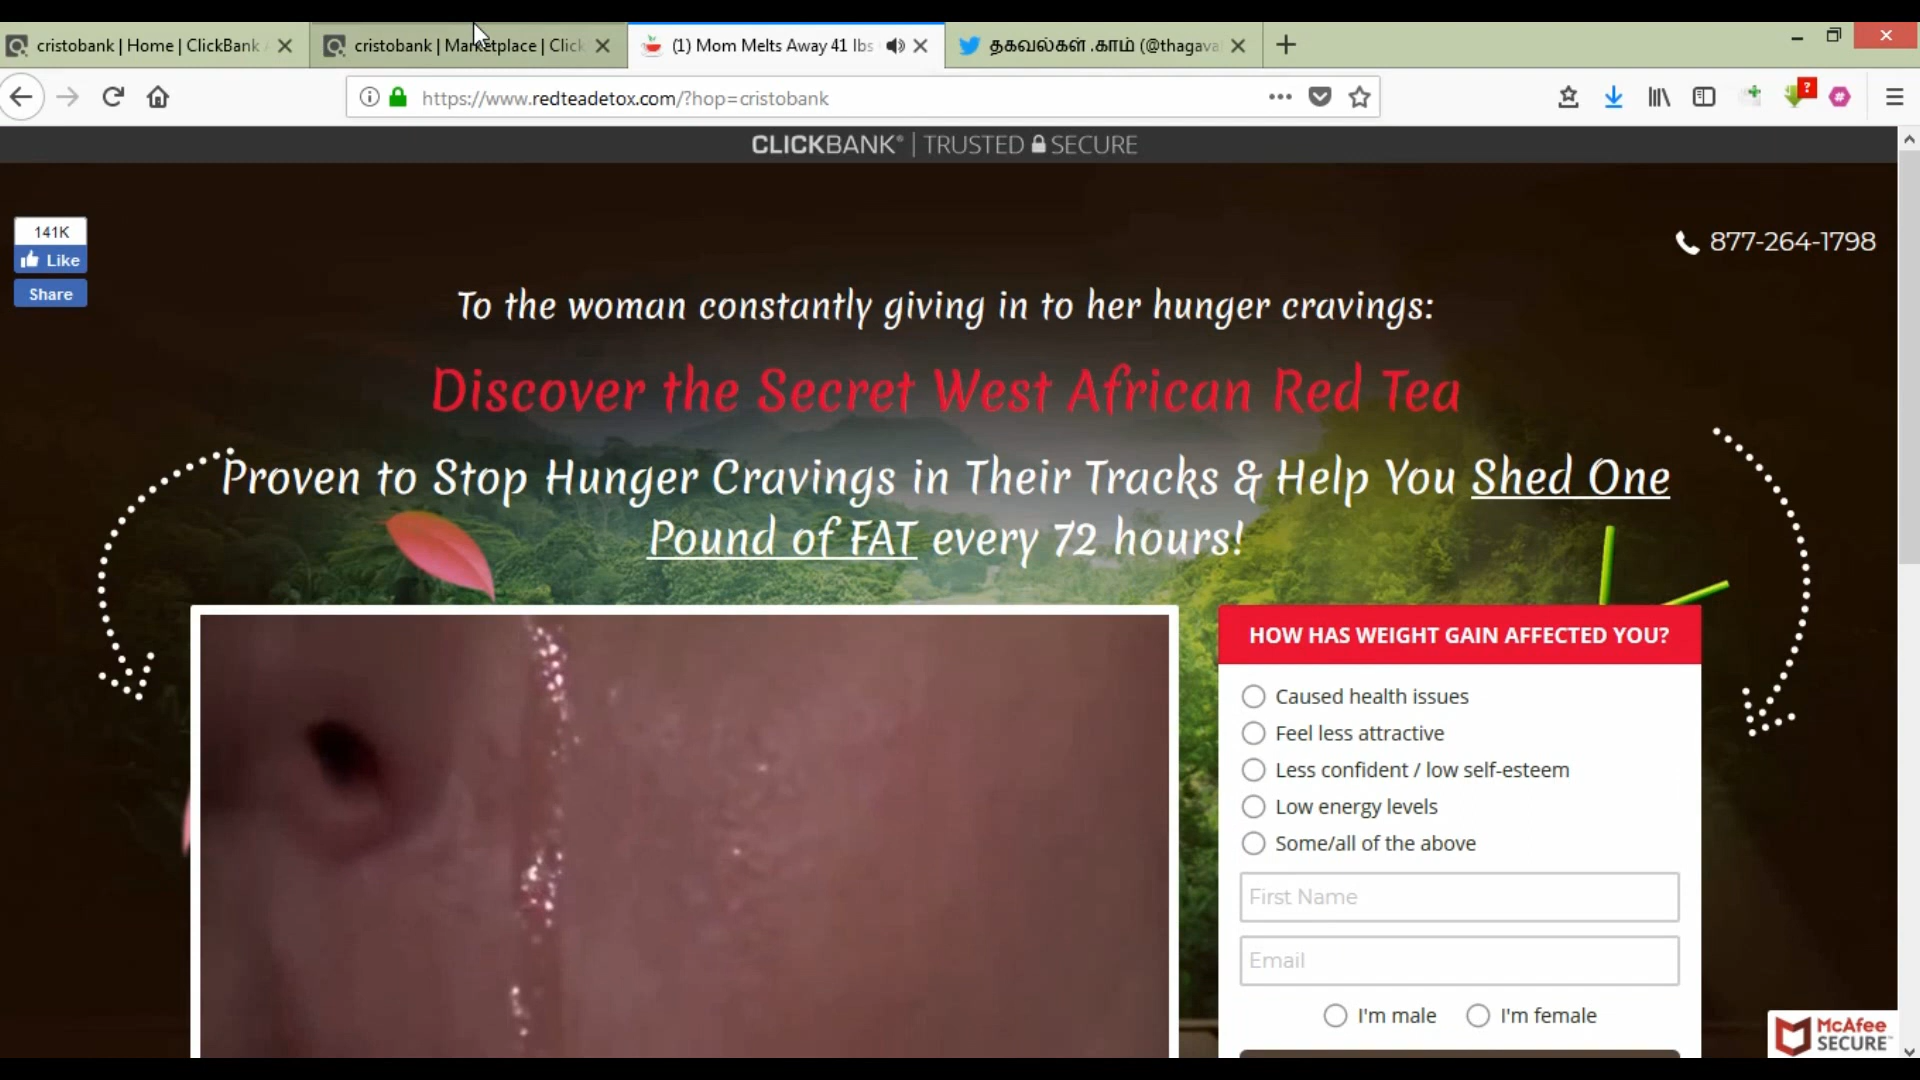 cristobank | Home | ClickBank
cristobank | Marketplace | Click
(1) Mom Melts Away 41 lbs
தகவல்கள் .காம் (@thagava
https://www.redteadetox.com/?hop=cristobank
CLICKBANK® | TRUSTED SECURE
141K
Like
Share
877-264-1798
To the woman constantly giving in to her hunger cravings:
Discover the Secret West African Red Tea
Proven to Stop Hunger Cravings in Their Tracks & Help You Shed One
Pound of FAT every 72 hours!
HOW HAS WEIGHT GAIN AFFECTED YOU?
Caused health issues
Feel less attractive
Less confident / low self-esteem
Low energy levels
Some/all of the above
First Name
Email
I'm male
I'm female
McAfee
SECURE™